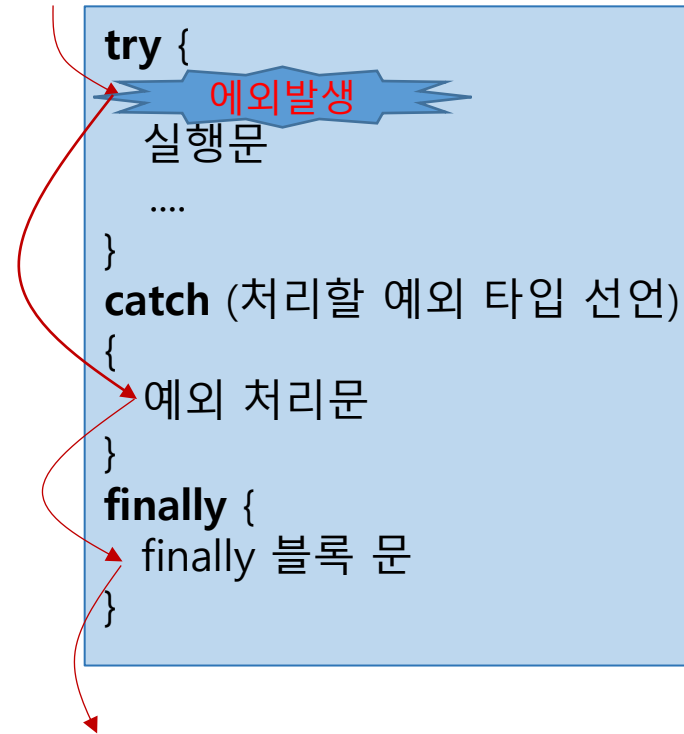 try {
에외발생
실행문
....
}
catch (처리할 예외 타입 선언)
{
예외 처리문
}
finally {
finally 블록 문
}